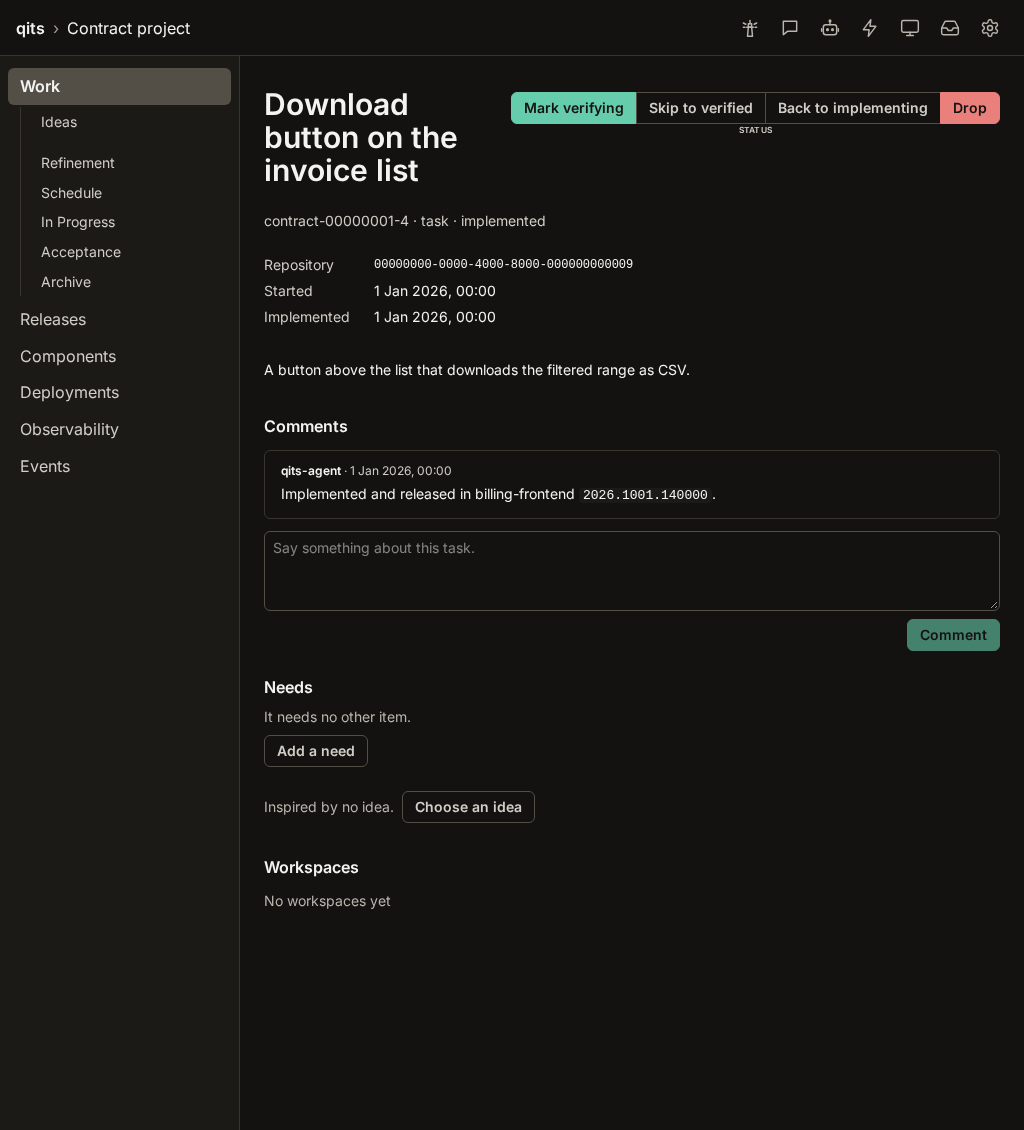 qits › Contract project
Work
Ideas
Refinement
Schedule
In Progress
Acceptance
Archive
Releases
Components
Deployments
Observability
Events
Download button on the invoice list
Mark verifying
Skip to verified
Back to implementing
Drop
STATUS
contract-00000001-4 · task · implemented
Repository 00000000-0000-4000-8000-000000000009
Started 1 Jan 2026, 00:00
Implemented 1 Jan 2026, 00:00
A button above the list that downloads the filtered range as CSV.
Comments
qits-agent · 1 Jan 2026, 00:00
Implemented and released in billing-frontend 2026.1001.140000.
Say something about this task.
Comment
Needs
It needs no other item.
Add a need
Inspired by no idea. Choose an idea
Workspaces
No workspaces yet